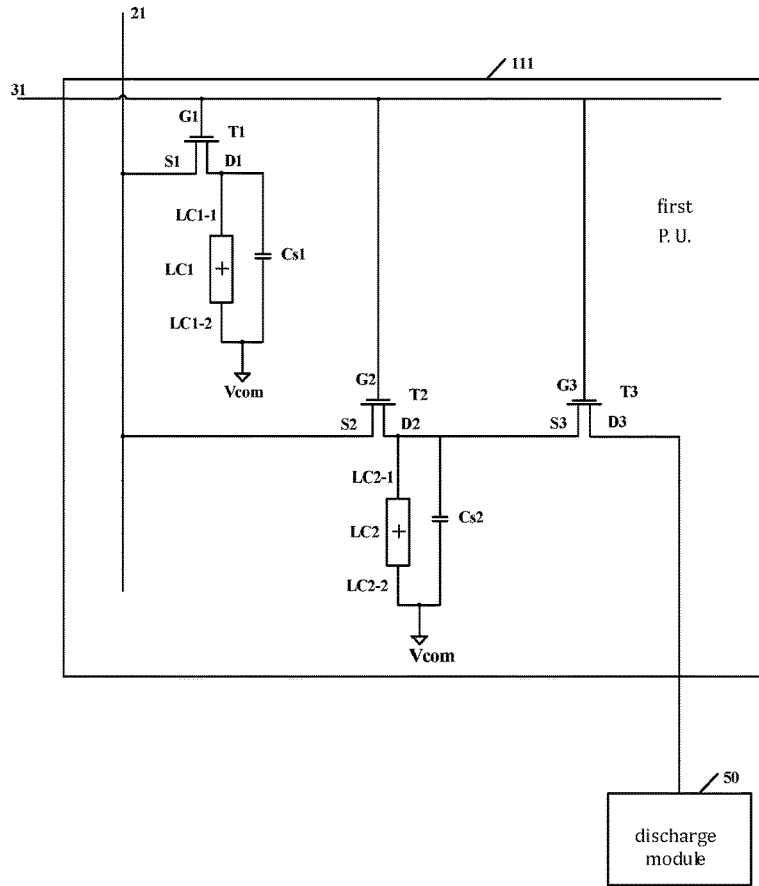 21
111
31
G1
T1
S1
D1
LC1-1
first
P. U.
LC1
Cs1
LC1-2
Vcom
G2
T2
G3
T3
S2
D2
S3
D3
LC2-1
LC2
Cs2
LC2-2
Vcom
50
discharge
module